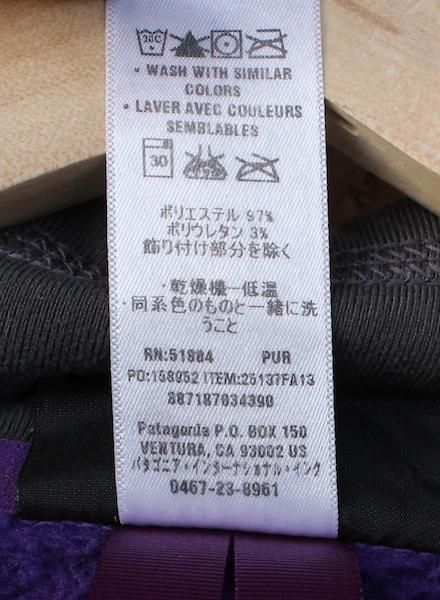 ・WASH WITH SIMILAR
COLORS
・LAVER AVEC COULEURS
SEMBLABLES
30
ポリエステル 97%
ポリウレタン 3%
飾り付け部分を除く
・乾燥機ー低温
・同系色のものと一緒に洗
うこと
RN:51884 PUR
PO:158952 ITEM:25137FA13
887187034390
Patagonia P.O. BOX 150
VENTURA, CA 93002 US
パタゴニア・インターナショナル・インク
0467-23-8961